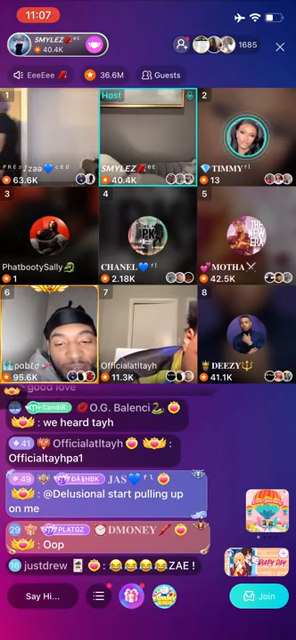 11:07
SMYLEZ
40.4K
1685
EeeEee
36.6M
Guests
1
63.6K
Host
SMYLEZ
40.4K
2
TIMMY
13
3
PhatbootySally
1
4
CHANEL
2.18K
5
MOTHA
42.5K
6
95.6K
7
Officialatltayh
11.3K
8
DEEZY
41.1K
good love
O.G. Balenci
: we heard tayh
41 Officialatltayh :
Officialtayhpa1
49 JAS
: @Delusional start pulling up
on me
29 PLATGZ DMONEY
: Oop
16 justdrew : 😂😂😂😂ZAE !
Say Hi...
Join